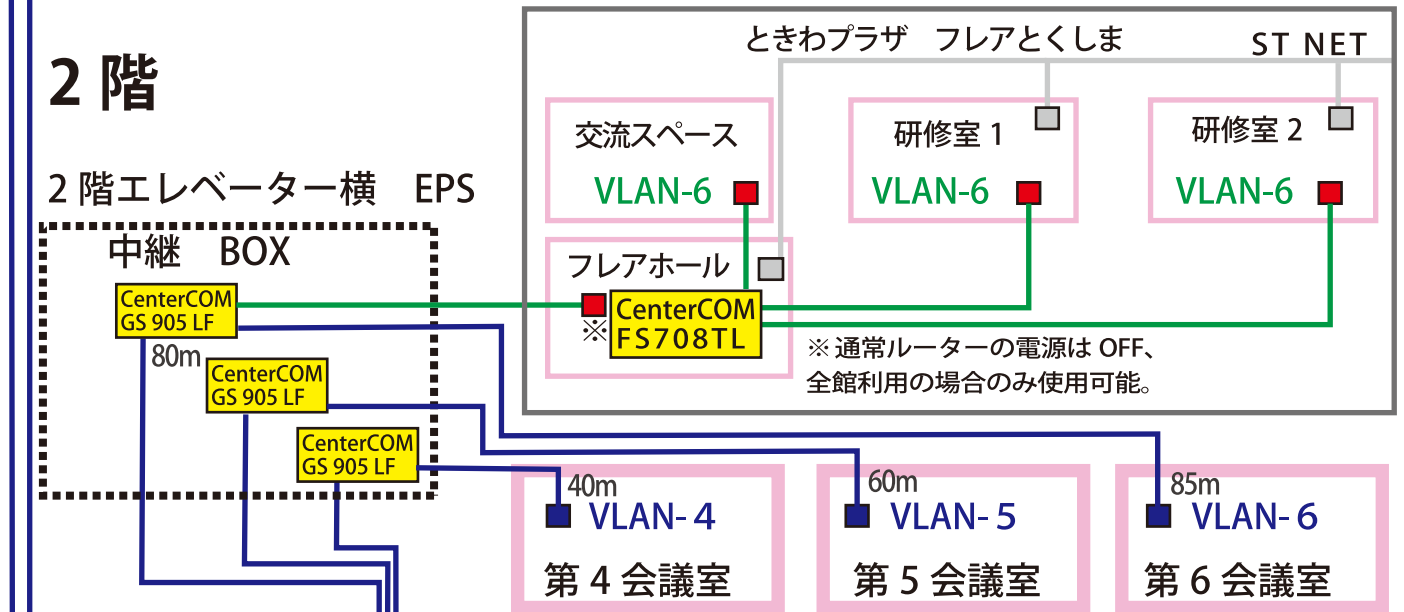 2 階
2 階エレベーター横　EPS
中継　BOX
CenterCOM
GS 905 LF
80m
CenterCOM
GS 905 LF
CenterCOM
GS 905 LF
ときわプラザ　フレアとくしま
ST NET
交流スペース
VLAN-6
研修室 1
VLAN-6
研修室 2
VLAN-6
フレアホール
※
CenterCOM
FS708TL
※ 通常ルーターの電源は OFF、
全館利用の場合のみ使用可能。
40m
VLAN- 4
第 4 会議室
60m
VLAN- 5
第 5 会議室
85m
VLAN- 6
第 6 会議室